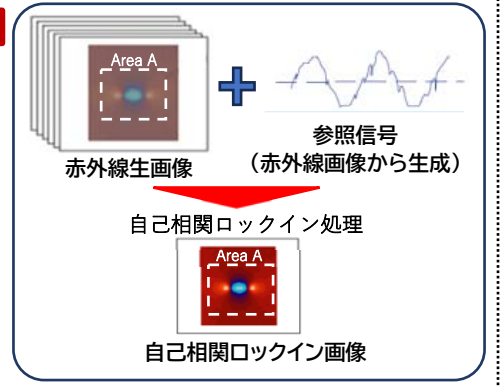 Area A
赤外線生画像
参照信号
（赤外線画像から生成）
自己相関ロックイン処理
Area A
自己相関ロックイン画像